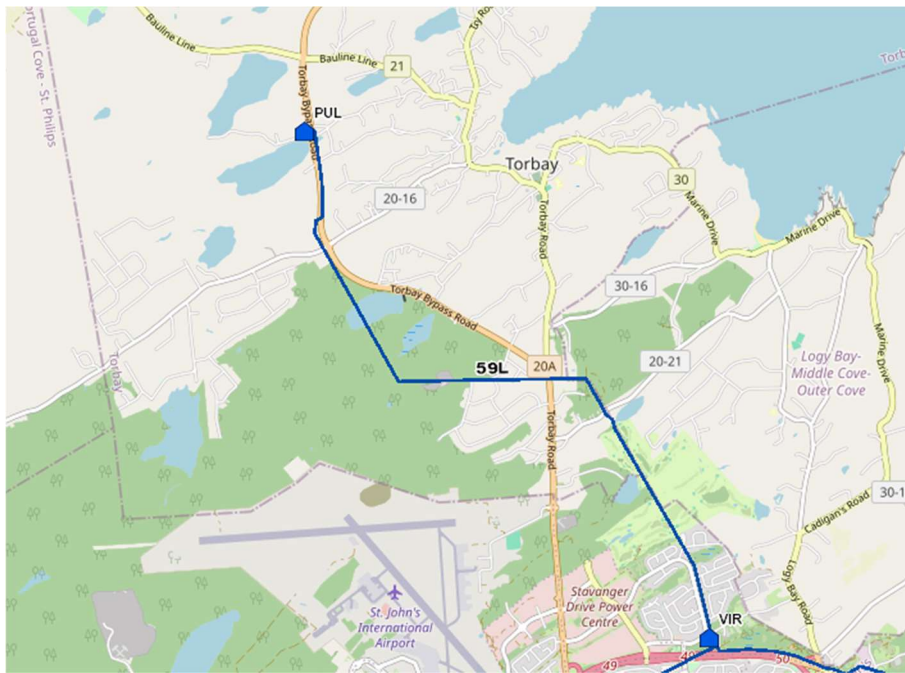 Portugal Cove - St. Philips
Bauline Line
Bauline Line
21
Torbay Bypass Road
PUL
Torbay
30
20-16
Marine Drive
Marine Drive
Torbay Road
30-16
Torbay Bypass Road
20A
59L
20-21
Logy Bay-
Middle Cove-
Outer Cove
Marine Drive
Torbay
Torbay Road
30-1
Cadigan's Road
Logy Bay Road
Stavanger
Drive Power
Centre
St. John's
International
Airport
VIR
49
49
50